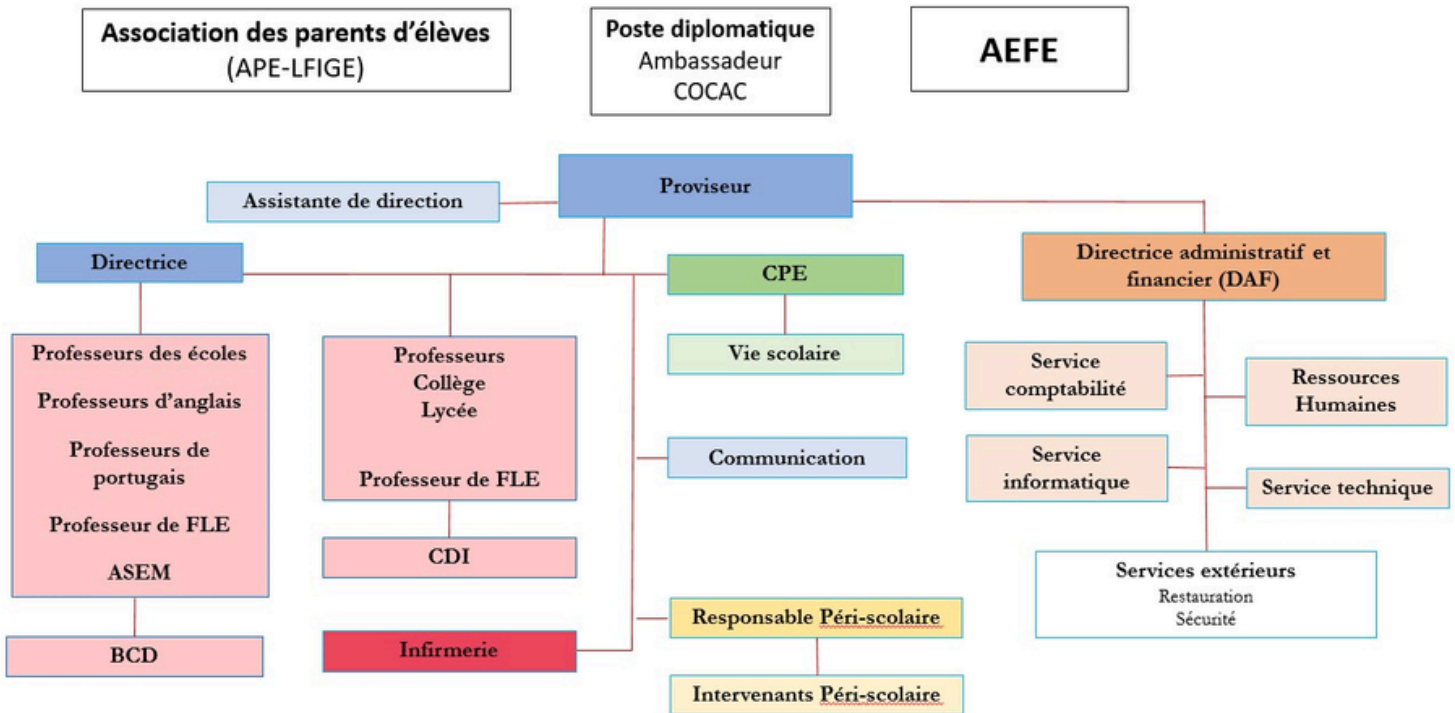 Association des parents d'élèves
(APE-LFIGE)
Poste diplomatique
Ambassadeur
COCAC
AEFE
Proviseur
Assistante de direction
Directrice
CPE
Directrice administratif et
financier (DAF)
Professeurs des écoles
Professeurs d'anglais
Professeurs de
portugais
Professeur de FLE
ASEM
BCD
Professeurs
Collège
Lycée
Professeur de FLE
CDI
Infirmerie
Vie scolaire
Communication
Responsable Péri-scolaire
Intervenants Péri-scolaire
Service
comptabilité
Ressources
Humaines
Service
informatique
Service technique
Services extérieurs
Restauration
Sécurité